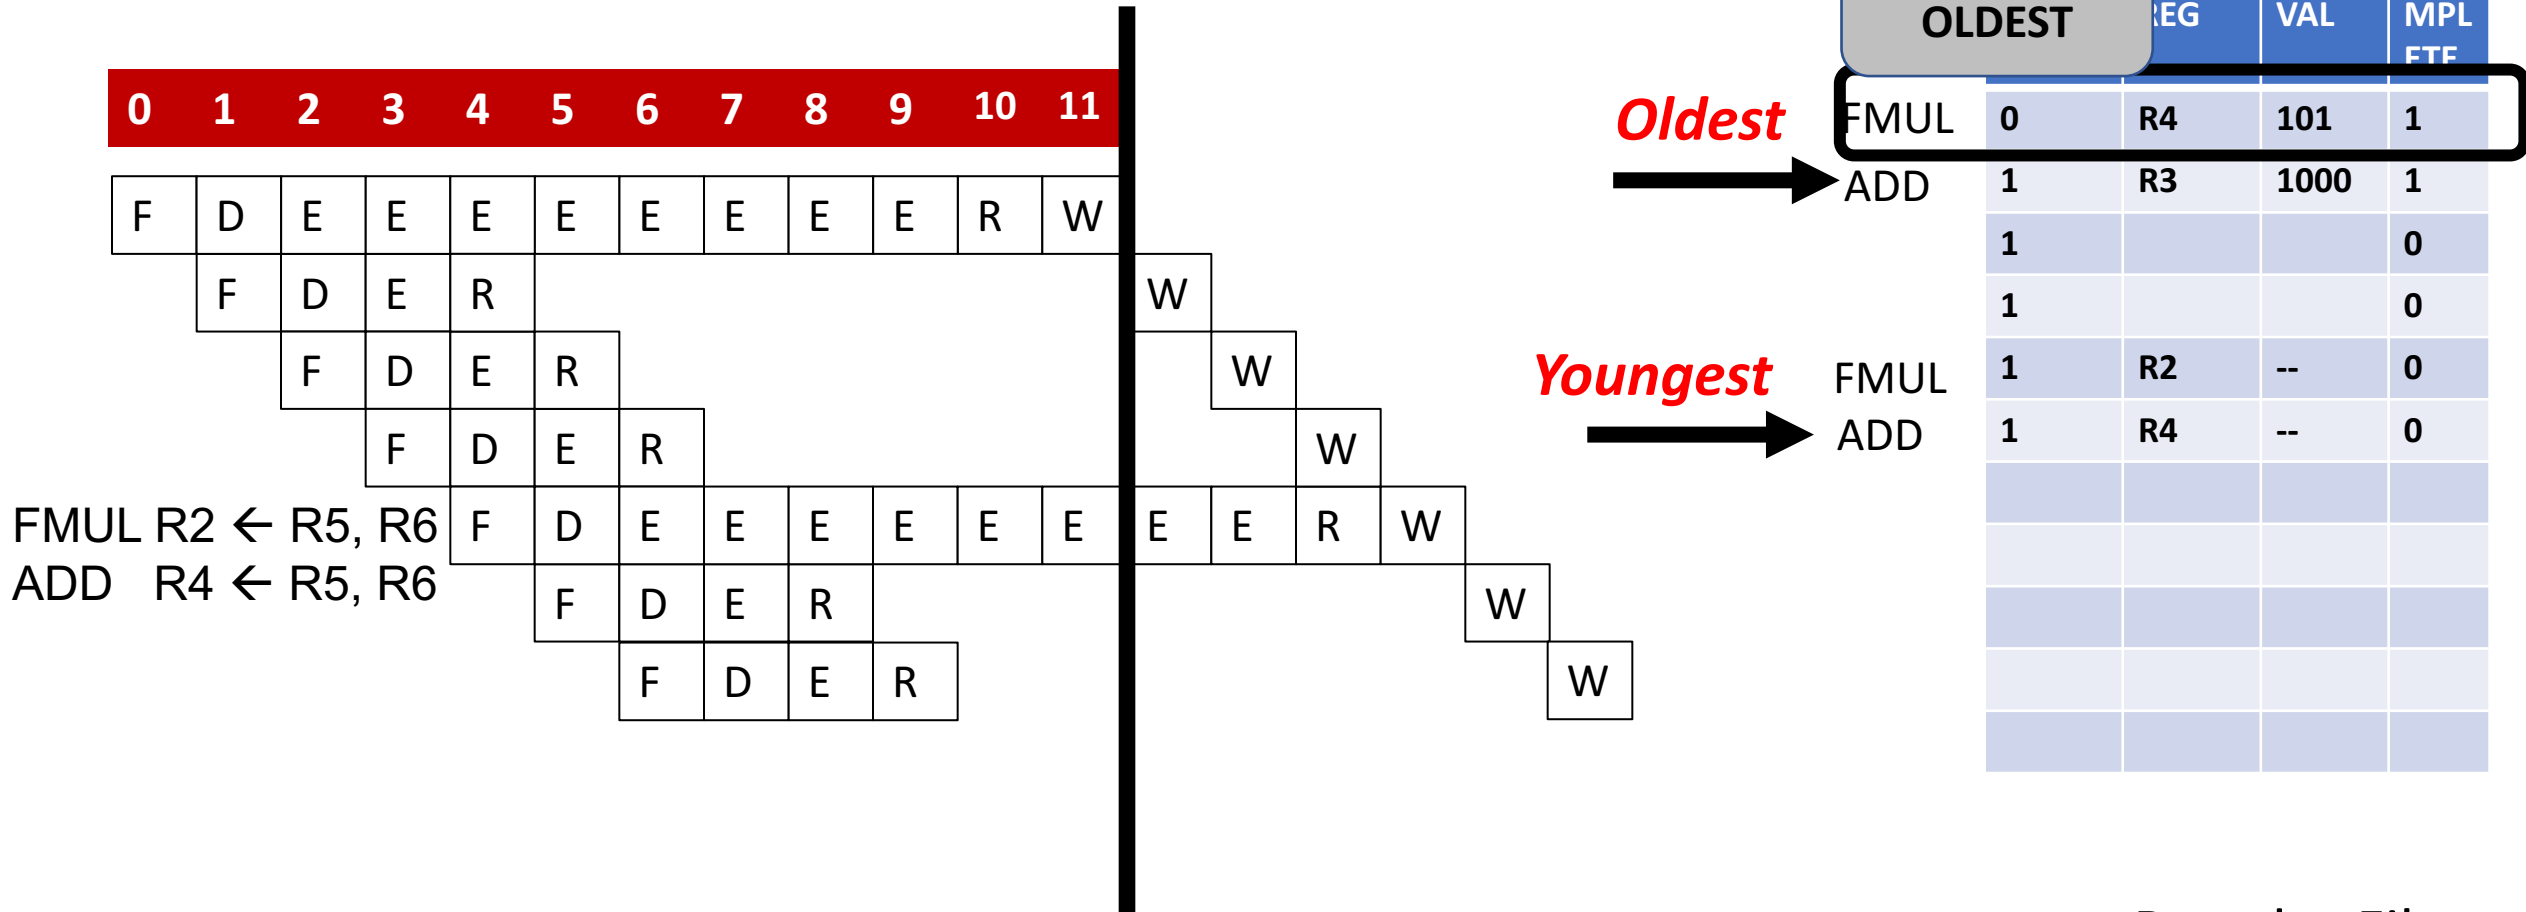 OLDEST
VAL
MPL
0 1 2 3 4 5 6 7 8 9 10 11
Oldest
FMUL 0 R4 101 1
ADD 1 R3 1000 1
F D E E E E E E E E R W
1 0
F D E R W
1 0
F D E R W
Youngest
FMUL 1 R2 -- 0
F D E R W
ADD 1 R4 -- 0
FMUL R2 ← R5, R6 F D E E E E E E E E R W
ADD R4 ← R5, R6
F D E R W
F D E R W